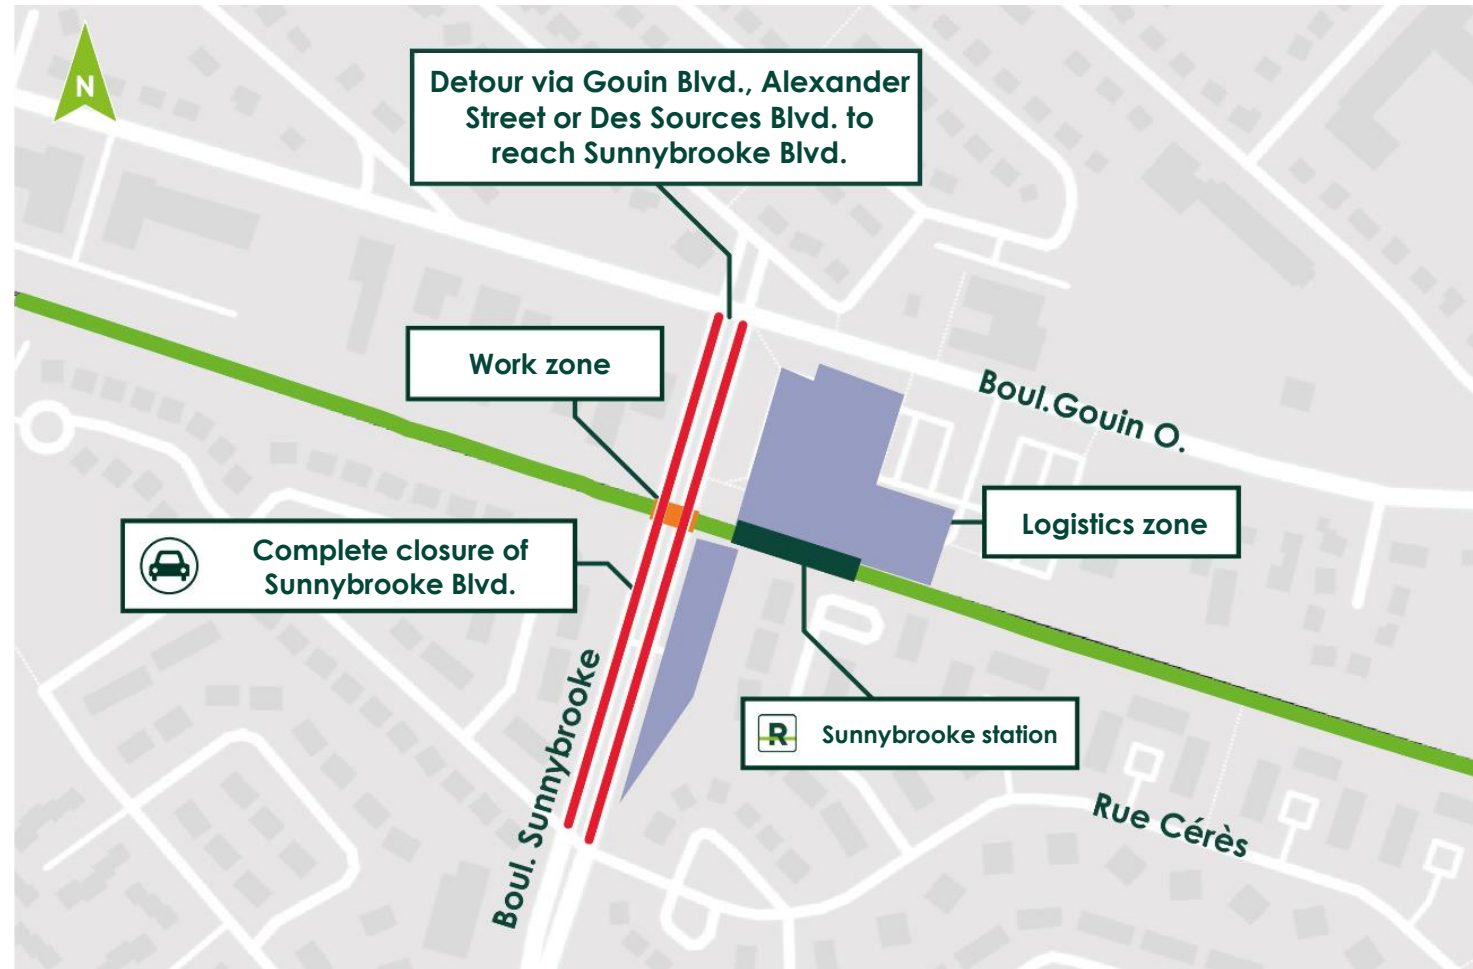 N
Detour via Gouin Blvd., Alexander
Street or Des Sources Blvd. to
reach Sunnybrooke Blvd.
Work zone
Boul.Gouin O.
Logistics zone
Complete closure of
Sunnybrooke Blvd.
Boul. Sunnybrooke
R
Sunnybrooke station
Rue Cérès